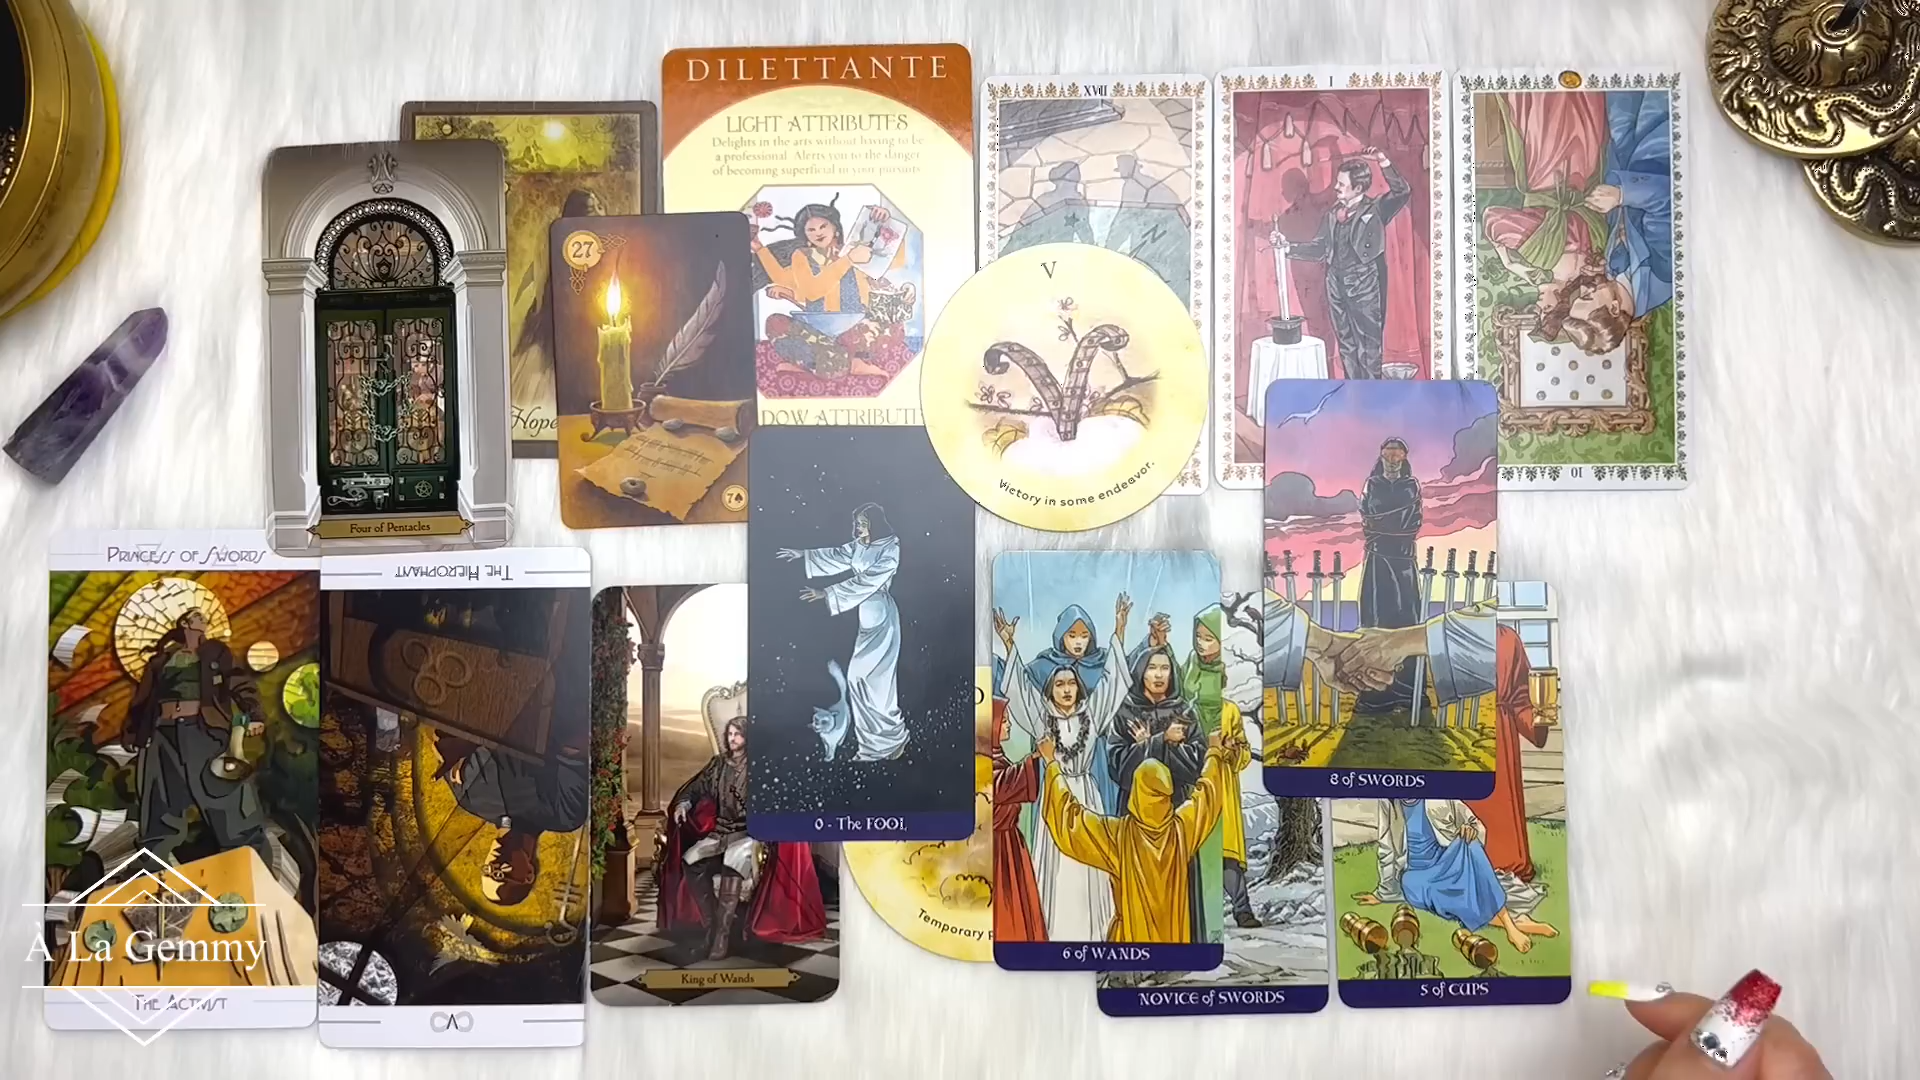 DILETTANTE
LIGHT ATTRIBUTES
Delights in the arts without having to be
a professional. Alerts you to the danger
of becoming superficial in your pursuits.
XVIII
I
10
V
Victory in some endeavor.
27
7
Hope
Four of Pentacles
PRINCESS OF SWORDS
THE HIEROPHANT
V
THE ACTIVIST
King of Wands
0 - The FOOL
Temporary
6 of WANDS
NOVICE of SWORDS
8 of SWORDS
5 of CUPS
À La Gemmy